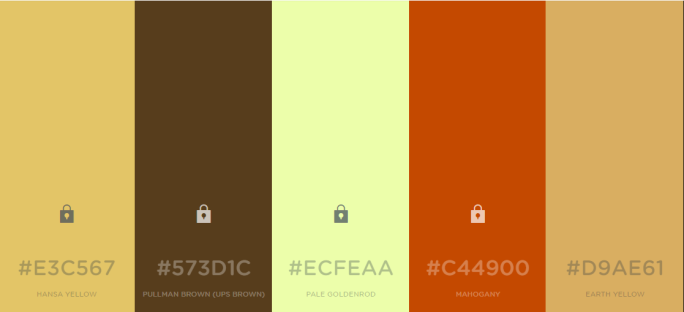 #E3C567
#573D1C
#ECFEAA
#C44900
#D9AE61
HANSA YELLOW
PULLMAN BROWN (UPS BROWN)
PALE GOLDENROD
MAHOGANY
EARTH YELLOW